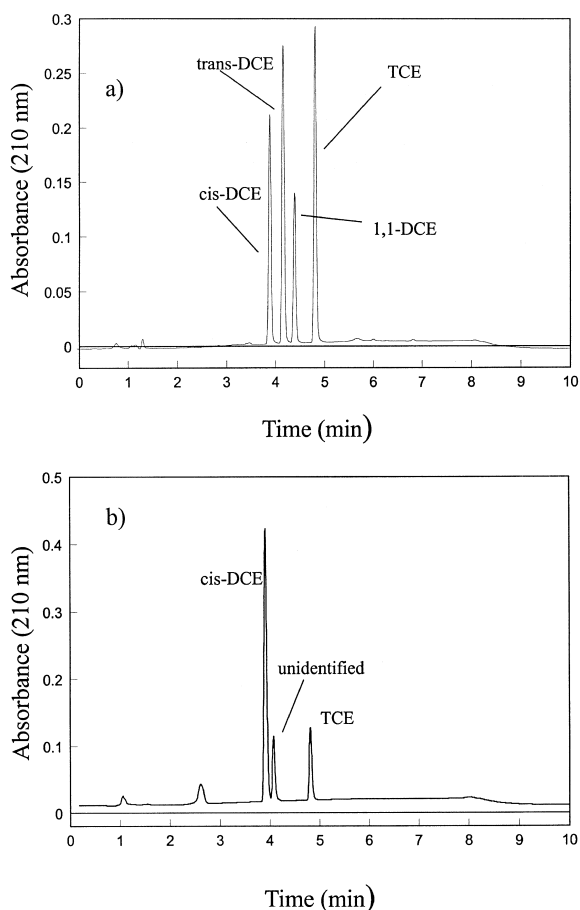 0.3
trans-DCE
a)
TCE
0.25
0.2
cis-DCE
0.15
1,1-DCE
0.1
0.05
0
Absorbance (210 nm)
0 1 2 3 4 5 6 7 8 9 10
Time (min)
0.5
b)
cis-DCE
0.4
0.3
unidentified
0.2
TCE
0.1
0
Absorbance (210 nm)
0 1 2 3 4 5 6 7 8 9 10
Time (min)